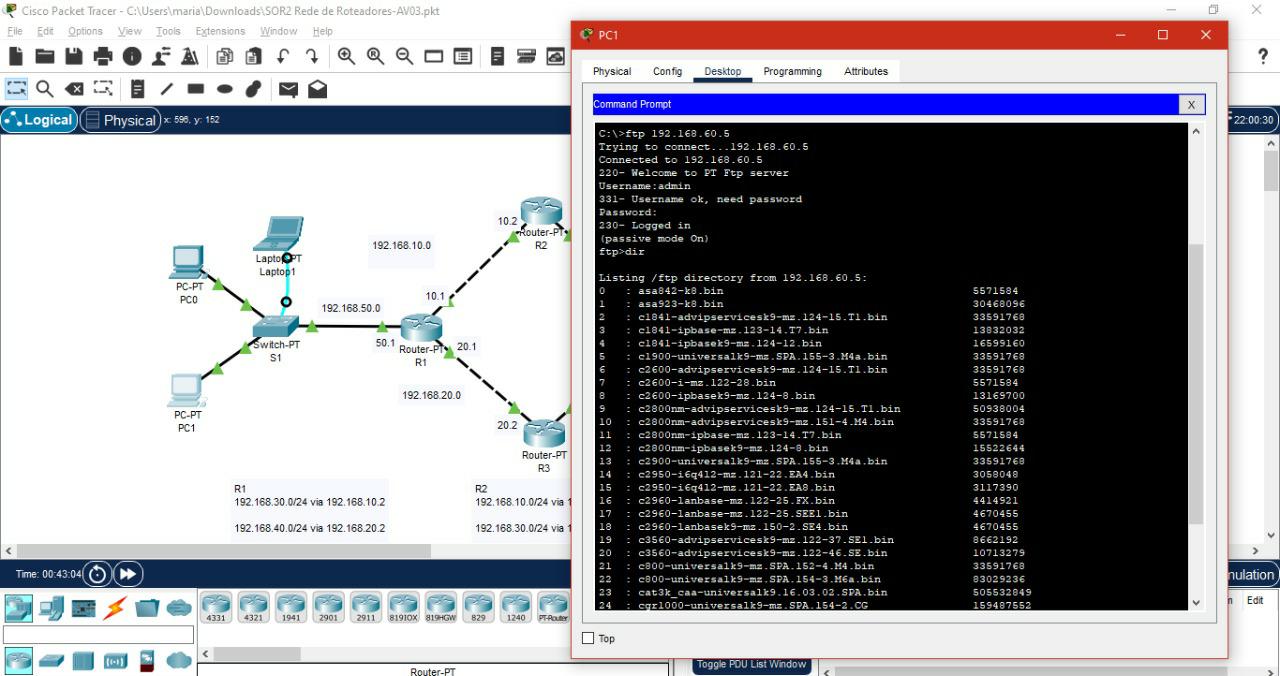 Cisco Packet Tracer - C:\Users\maria\Downloads\SOR2 Rede de Roteadores-AV03.pkt
File Edit Options View Tools Extensions Window Help
Logical Physical x: 596, y: 152
22:00:30
PC1
Physical Config Desktop Programming Attributes
Command Prompt X
C:\>ftp 192.168.60.5
Trying to connect...192.168.60.5
Connected to 192.168.60.5
220- Welcome to PT Ftp server
Username:admin
331- Username ok, need password
Password:
230- Logged in
(passive mode On)
ftp>dir
Listing /ftp directory from 192.168.60.5:
0 : asa842-k8.bin 5571584
1 : asa923-k8.bin 30468096
2 : c1841-advipservicesk9-mz.124-15.T1.bin 33591768
3 : c1841-ipbase-mz.123-14.T7.bin 13832032
4 : c1841-ipbasek9-mz.124-12.bin 16599160
5 : c1900-universalk9-mz.SPA.155-3.M4a.bin 33591768
6 : c2600-advipservicesk9-mz.124-15.T1.bin 33591768
7 : c2600-i-mz.122-28.bin 5571584
8 : c2600-ipbasek9-mz.124-8.bin 13169700
9 : c2800nm-advipservicesk9-mz.124-15.T1.bin 50938004
10 : c2800nm-advipservicesk9-mz.151-4.M4.bin 33591768
11 : c2800nm-ipbase-mz.123-14.T7.bin 5571584
12 : c2800nm-ipbasek9-mz.124-8.bin 15522644
13 : c2900-universalk9-mz.SPA.155-3.M4a.bin 33591768
14 : c2950-i6q4l2-mz.121-22.EA4.bin 3058048
15 : c2950-i6q4l2-mz.121-22.EA8.bin 3117390
16 : c2960-lanbase-mz.122-25.FX.bin 4414921
17 : c2960-lanbase-mz.122-25.SEE1.bin 4670455
18 : c2960-lanbasek9-mz.150-2.SE4.bin 4670455
19 : c3560-advipservicesk9-mz.122-37.SE1.bin 8662192
20 : c3560-advipservicesk9-mz.122-46.SE.bin 10713279
21 : c800-universalk9-mz.SPA.152-4.M4.bin 33591768
22 : c800-universalk9-mz.SPA.154-3.M6a.bin 83029236
23 : cat3k_caa-universalk9.16.03.02.SPA.bin 505532849
24 : cgr1000-universalk9-mz.SPA.154-2.CG 159487552
Top
192.168.10.0
10.2
Router-PT
R2
Laptop-PT
Laptop1
PC-PT
PC0
10.1
192.168.50.0
Switch-PT
S1
50.1
Router-PT
R1
20.1
192.168.20.0
PC-PT
PC1
20.2
Router-PT
R3
R1
192.168.30.0/24 via 192.168.10.2
192.168.40.0/24 via 192.168.20.2
R2
192.168.10.0/24 via 1
192.168.30.0/24 via 1
Time: 00:43:04
nulation
Edit
4331 4321 1941 2901 2911 819IOX 819HGW 829 1240 PT-Router
Router-PT
Toggle PDU List Window